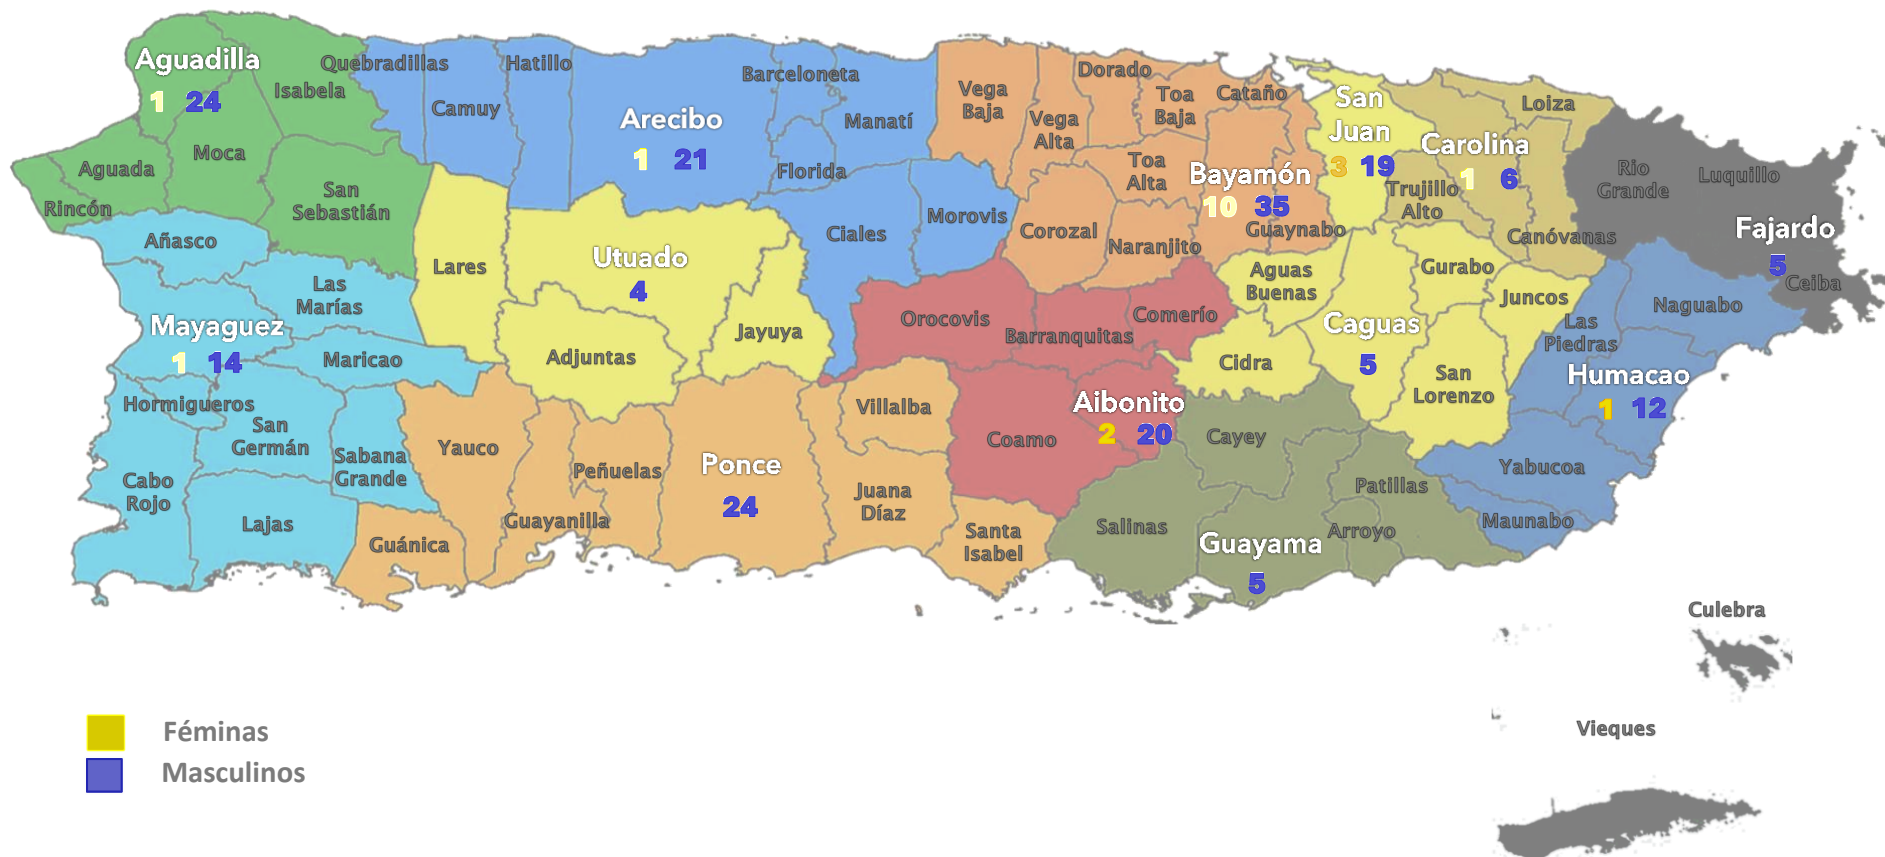 Aguadilla
1 24
Isabela
Quebradillas
Camuy
Hatillo
Arecibo
1 21
Barceloneta
Manatí
Florida
Ciales
Morovis
Vega
Baja
Vega
Alta
Dorado
Toa
Baja
Cataño
Toa
Alta
Bayamón
10 35
Guaynabo
Corozal
Naranjito
San
Juan
3 19
Carolina
1 6
Loiza
Trujillo
Alto
Canóvanas
Rio
Grande
Luquillo
Fajardo
5
Ceiba
Aguada
Moca
Rincón
San
Sebastián
Añasco
Las
Marías
Mayaguez
1 14
Maricao
Hormigueros
San
Germán
Sabana
Grande
Cabo
Rojo
Lajas
Lares
Utuado
4
Adjuntas
Jayuya
Yauco
Guánica
Guayanilla
Peñuelas
Ponce
24
Villalba
Juana
Díaz
Santa
Isabel
Orocovis
Barranquitas
Comerío
Coamo
Aibonito
2 20
Aguas
Buenas
Cidra
Caguas
5
Gurabo
Juncos
San
Lorenzo
Las
Piedras
Naguabo
Humacao
1 12
Yabucoa
Maunabo
Cayey
Salinas
Guayama
5
Arroyo
Patillas
Culebra
Vieques
Féminas
Masculinos